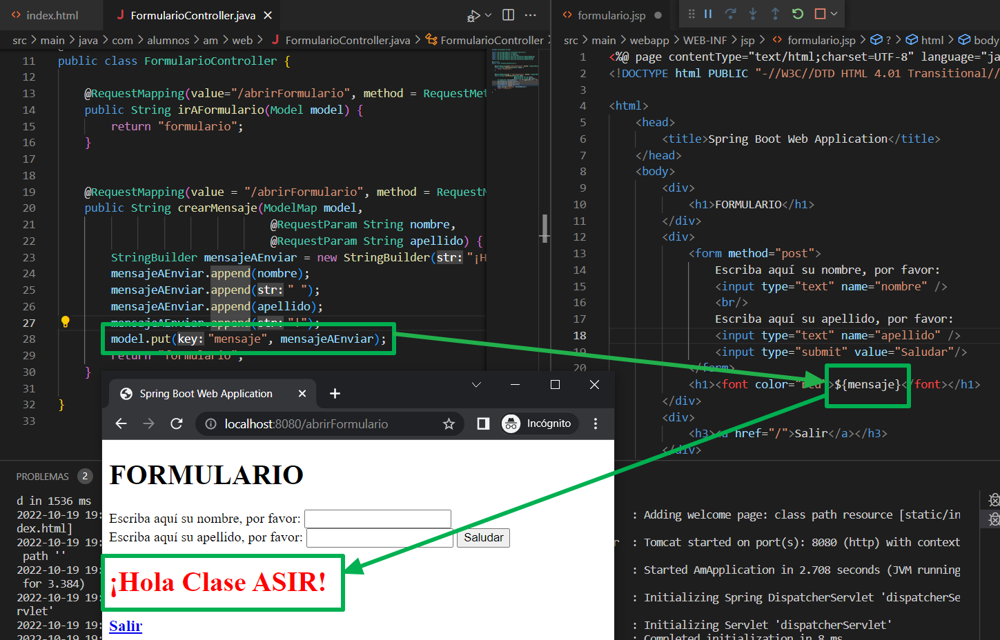 index.html
FormularioController.java
src > main > java > com > alumnos > am > web > FormularioController.java > FormularioController
11 public class FormularioController {
12
13 @RequestMapping(value="/abrirFormulario", method = RequestMet
14 public String irAFormulario(Model model) {
15 return "formulario";
16 }
17
18
19 @RequestMapping(value = "/abrirFormulario", method = RequestM
20 public String crearMensaje(ModelMap model,
21 @RequestParam String nombre,
22 @RequestParam String apellido) {
23 StringBuilder mensajeAEnviar = new StringBuilder(str: "¡H
24 mensajeAEnviar.append(nombre);
25 mensajeAEnviar.append(str: " ");
26 mensajeAEnviar.append(apellido);
27 mensajeAEnviar.append(str: "!");
28 model.put(key: "mensaje", mensajeAEnviar);
29 return "formulario";
30 }
31
32 }
33
formulario.jsp
src > main > webapp > WEB-INF > jsp > formulario.jsp > ? > html > body
1 <%@ page contentType="text/html;charset=UTF-8" language="ja
2 <!DOCTYPE html PUBLIC "-//W3C//DTD HTML 4.01 Transitional//
3
4 <html>
5 <head>
6 <title>Spring Boot Web Application</title>
7 </head>
8 <body>
9 <div>
10 <h1>FORMULARIO</h1>
11 </div>
12 <div>
13 <form method="post">
14 Escriba aquí su nombre, por favor:
15 <input type="text" name="nombre" />
16 <br/>
17 Escriba aquí su apellido, por favor:
18 <input type="text" name="apellido" />
19 <input type="submit" value="Saludar"/>
20 </form>
<h1><font color="red">${mensaje}</font></h1>
</div>
<div>
<h3><a href="/">Salir</a></h3>
</div>
Spring Boot Web Application
localhost:8080/abrirFormulario
Incógnito
FORMULARIO
Escriba aquí su nombre, por favor:
Escriba aquí su apellido, por favor:
Saludar
¡Hola Clase ASIR!
Salir
PROBLEMAS 2
d in 1536 ms
2022-10-19 19: : Adding welcome page: class path resource [static/in
dex.html]
2022-10-19 19: r : Tomcat started on port(s): 8080 (http) with context
path ''
2022-10-19 19: : Started AmApplication in 2.708 seconds (JVM running
for 3.384)
2022-10-19 19: : Initializing Spring DispatcherServlet 'dispatcherSe
rvlet'
2022-10-19 19: : Initializing Servlet 'dispatcherServlet'
2022-10-19 19: : Completed initialization in 8 ms